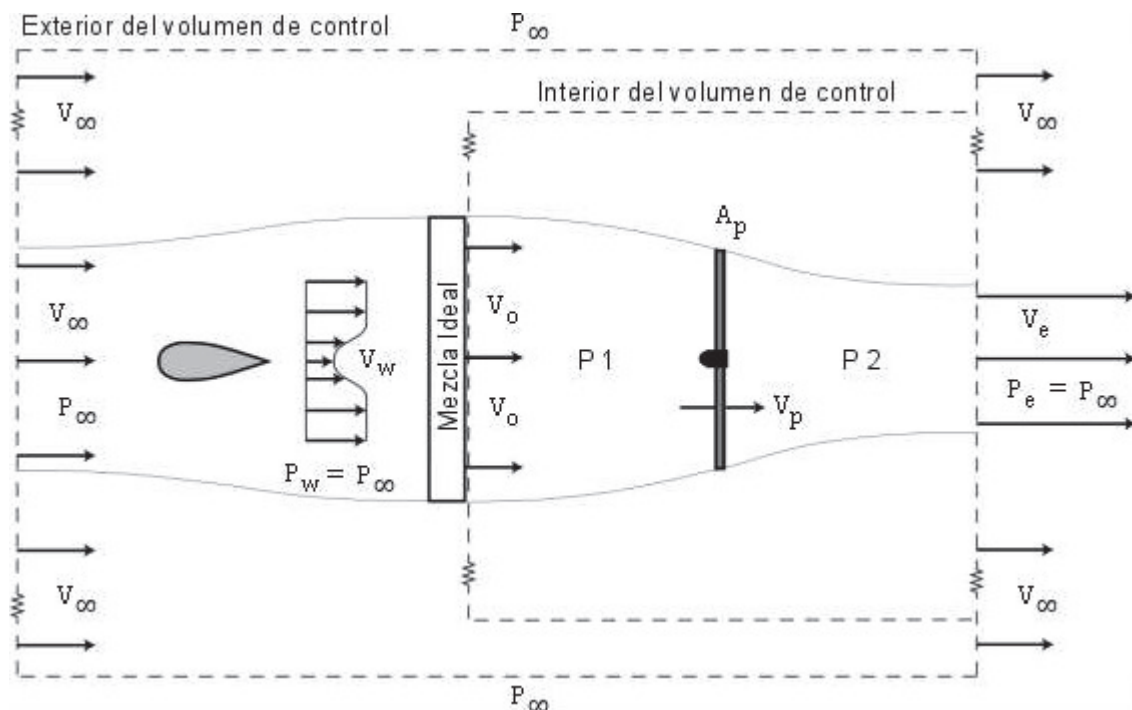 Exterior del volumen de control
P∞
V∞
V∞
Interior del volumen de control
Ap
V∞
Vw
Mezcla Ideal
Vo
P1
P2
Ve
P∞
Vo
Vp
Pe = P∞
Pw = P∞
V∞
V∞
P∞